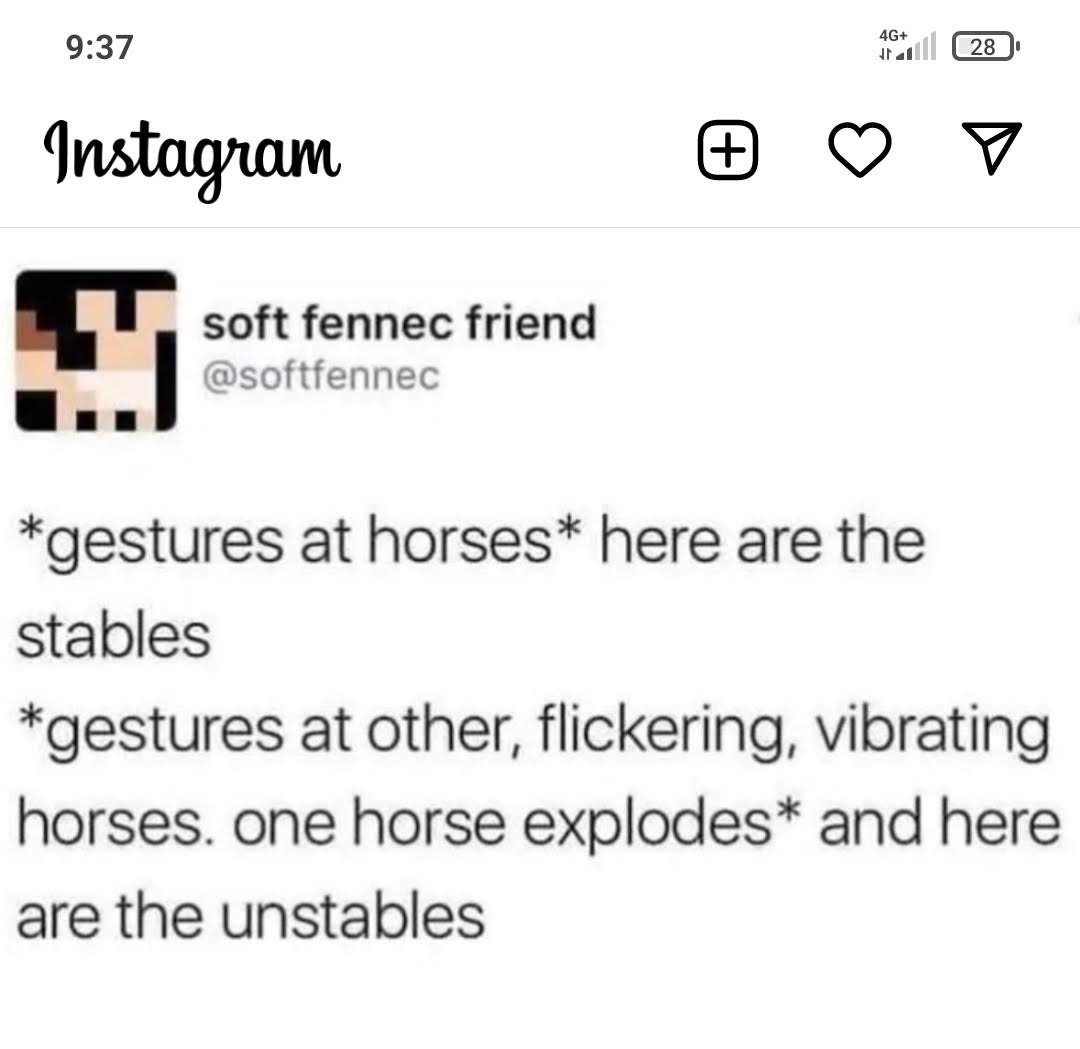 9:37
4G+
28
Instagram
soft fennec friend
@softfennec
*gestures at horses* here are the
stables
*gestures at other, flickering, vibrating
horses. one horse explodes* and here
are the unstables